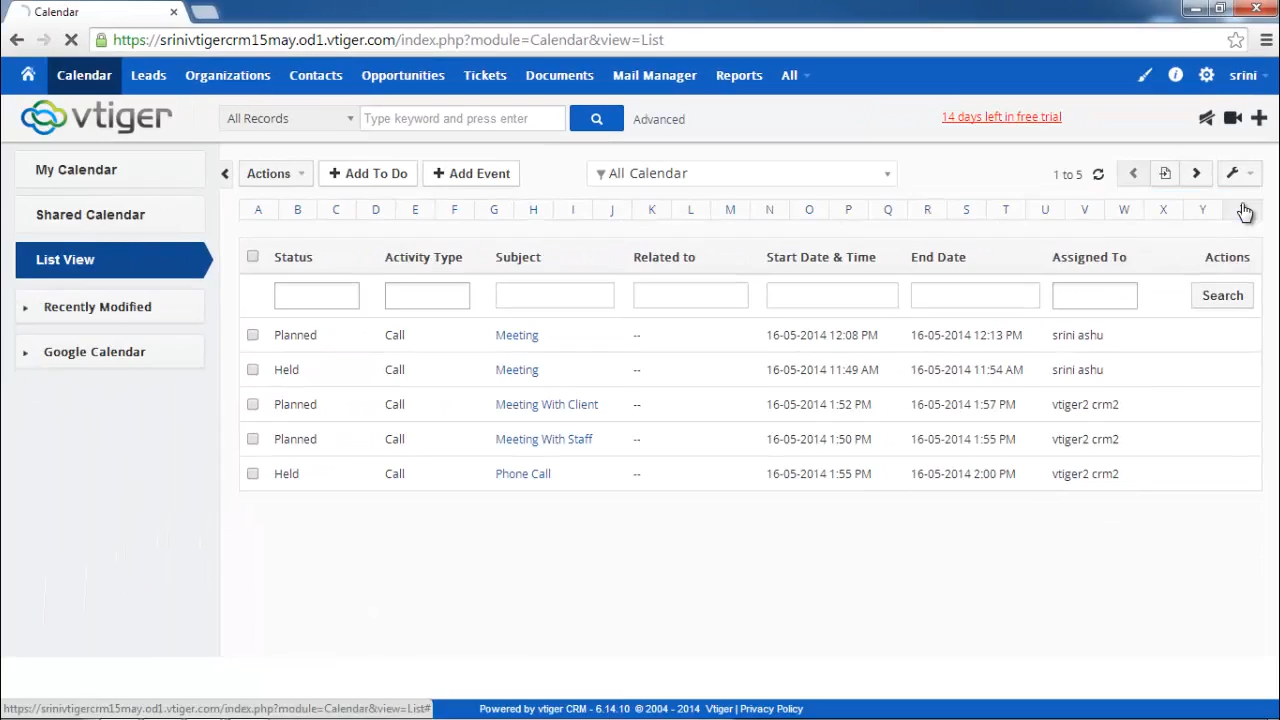 Calendar ×
https://srinivtigercrm15may.od1.vtiger.com/index.php?module=Calendar&view=List
Calendar Leads Organizations Contacts Opportunities Tickets Documents Mail Manager Reports All srini
vtiger All Records Type keyword and press enter Advanced 14 days left in free trial
My Calendar
Shared Calendar
List View
Recently Modified
Google Calendar
Actions + Add To Do + Add Event All Calendar 1 to 5
A B C D E F G H I J K L M N O P Q R S T U V W X Y
Status Activity Type Subject Related to Start Date & Time End Date Assigned To Actions
Search
Planned Call Meeting -- 16-05-2014 12:08 PM 16-05-2014 12:13 PM srini ashu
Held Call Meeting -- 16-05-2014 11:49 AM 16-05-2014 11:54 AM srini ashu
Planned Call Meeting With Client -- 16-05-2014 1:52 PM 16-05-2014 1:57 PM vtiger2 crm2
Planned Call Meeting With Staff -- 16-05-2014 1:50 PM 16-05-2014 1:55 PM vtiger2 crm2
Held Call Phone Call -- 16-05-2014 1:55 PM 16-05-2014 2:00 PM vtiger2 crm2
https://srinivtigercrm15may.od1.vtiger.com/index.php?module=Calendar&view=List# Powered by vtiger CRM - 6.14.10 © 2004 - 2014 Vtiger | Privacy Policy